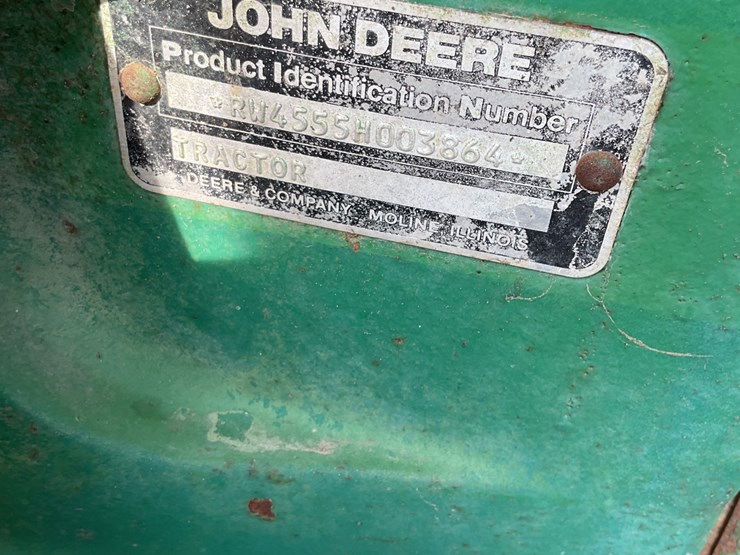 JOHN DEERE
Product Identification Number
*RW4555H003864*
TRACTOR
DEERE & COMPANY MOLINE ILLINOIS